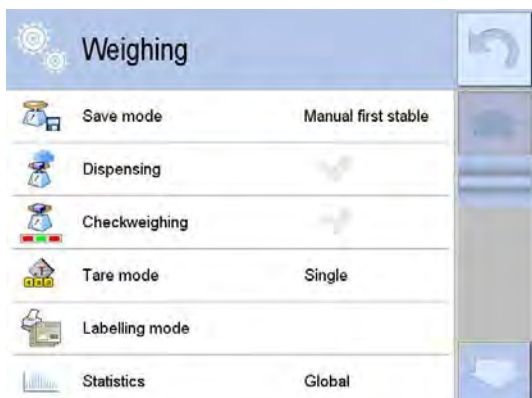 Weighing
Save mode Manual first stable
Dispensing
Checkweighing
Tare mode Single
Labelling mode
Statistics Global